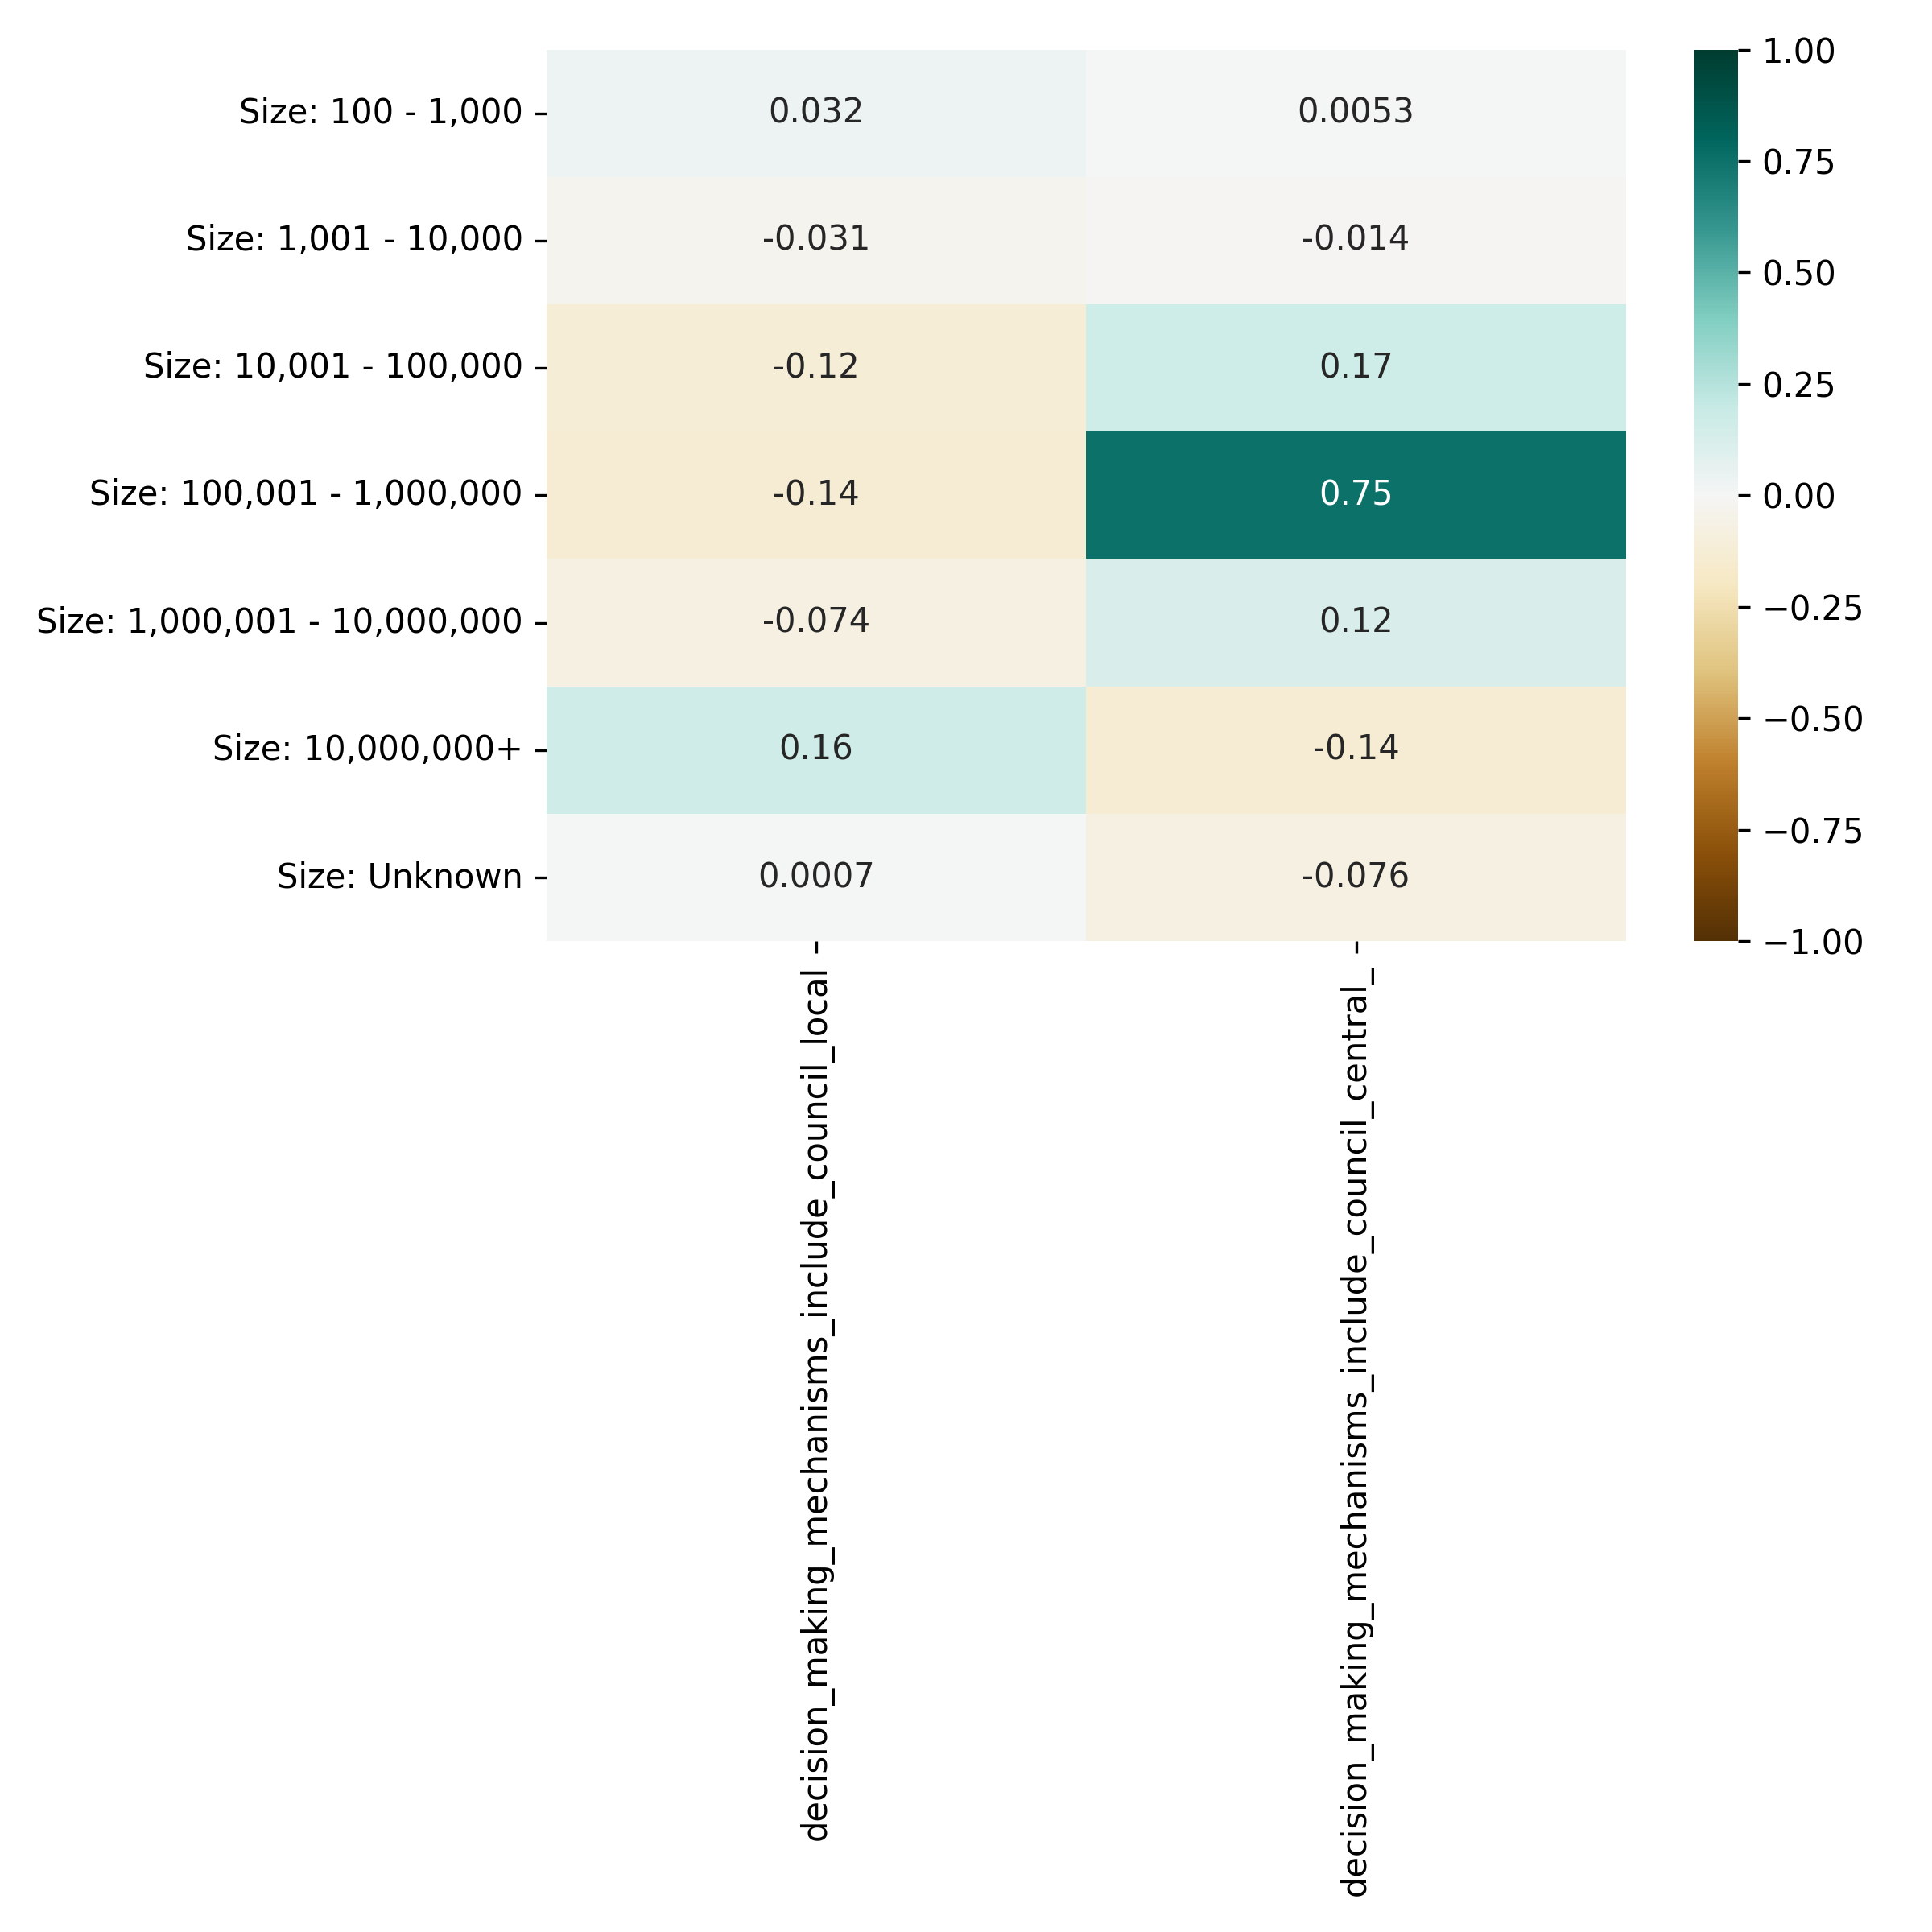 Size: 100 - 1,000
0.032
0.0053
Size: 1,001 - 10,000
-0.031
-0.014
Size: 10,001 - 100,000
-0.12
0.17
Size: 100,001 - 1,000,000
-0.14
0.75
Size: 1,000,001 - 10,000,000
-0.074
0.12
Size: 10,000,000+
0.16
-0.14
Size: Unknown
0.0007
-0.076
decision_making_mechanisms_include_council_local
decision_making_mechanisms_include_council_central_
1.00
0.75
0.50
0.25
0.00
−0.25
−0.50
−0.75
−1.00